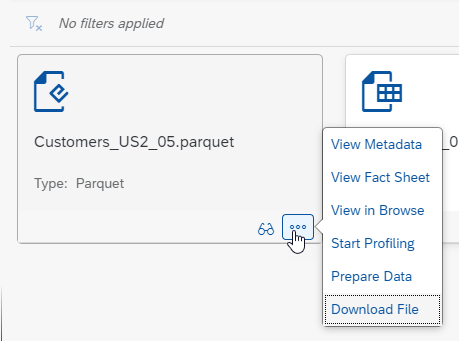 No filters applied
Customers_US2_05.parquet
Type: Parquet
View Metadata
View Fact Sheet
View in Browse
Start Profiling
Prepare Data
Download File